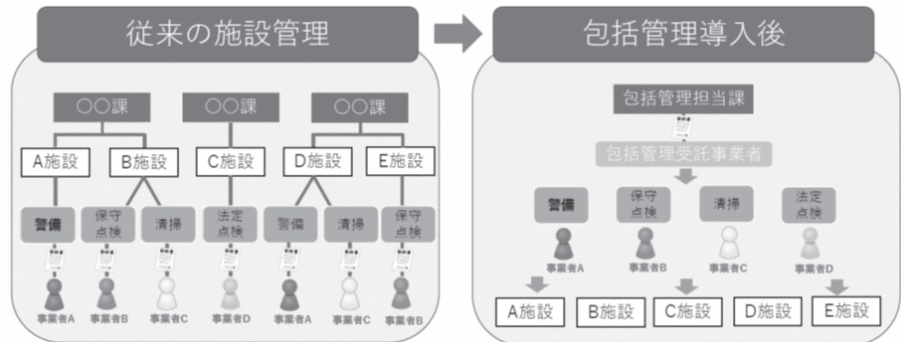 従来の施設管理
〇〇課
〇〇課
〇〇課
A施設
B施設
C施設
D施設
E施設
警備
保守
点検
清掃
法定
点検
警備
清掃
保守
点検
事業者A
事業者B
事業者C
事業者D
事業者A
事業者C
事業者B
包括管理導入後
包括管理担当課
包括管理受託事業者
警備
保守
点検
清掃
法定
点検
事業者A
事業者B
事業者C
事業者D
A施設
B施設
C施設
D施設
E施設